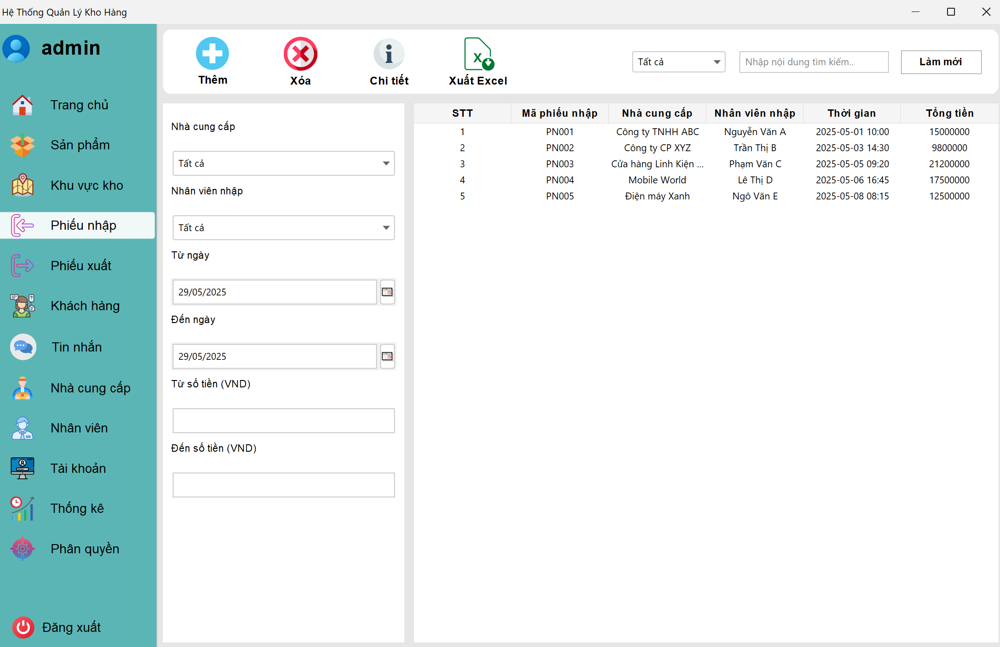 Hệ Thống Quản Lý Kho Hàng
admin
Trang chủ
Sản phẩm
Khu vực kho
Phiếu nhập
Phiếu xuất
Khách hàng
Tin nhắn
Nhà cung cấp
Nhân viên
Tài khoản
Thống kê
Phân quyền
Đăng xuất
Thêm
Xóa
Chi tiết
Xuất Excel
Tất cả
Nhập nội dung tìm kiếm..
Làm mới
Nhà cung cấp
Tất cả
Nhân viên nhập
Tất cả
Từ ngày
29/05/2025
Đến ngày
29/05/2025
Từ số tiền (VND)
Đến số tiền (VND)
STT Mã phiếu nhập Nhà cung cấp Nhân viên nhập Thời gian Tổng tiền
1 PN001 Công ty TNHH ABC Nguyễn Văn A 2025-05-01 10:00 15000000
2 PN002 Công ty CP XYZ Trần Thị B 2025-05-03 14:30 9800000
3 PN003 Cửa hàng Linh Kiện ... Phạm Văn C 2025-05-05 09:20 21200000
4 PN004 Mobile World Lê Thị D 2025-05-06 16:45 17500000
5 PN005 Điện máy Xanh Ngô Văn E 2025-05-08 08:15 12500000